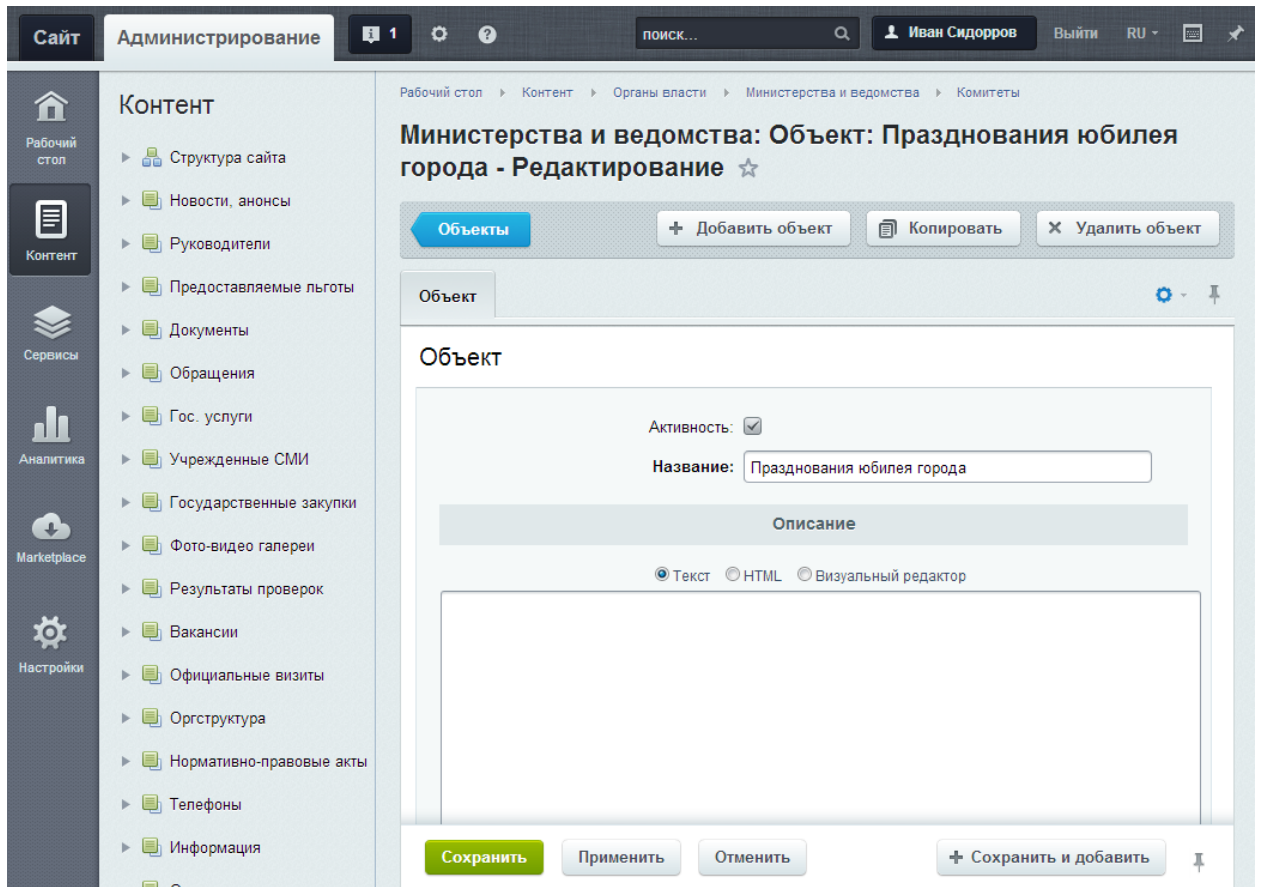 Сайт
Администрирование
1
?
поиск...
Иван Сидорров
Выйти
RU
Рабочий
стол
Контент
Сервисы
Аналитика
Marketplace
Настройки
Контент
Структура сайта
Новости, анонсы
Руководители
Предоставляемые льготы
Документы
Обращения
Гос. услуги
Учрежденные СМИ
Государственные закупки
Фото-видео галереи
Результаты проверок
Вакансии
Официальные визиты
Оргструктура
Нормативно-правовые акты
Телефоны
Информация
Рабочий стол Контент Органы власти Министерства и ведомства Комитеты
Министерства и ведомства: Объект: Празднования юбилея
города - Редактирование
Объекты
Добавить объект
Копировать
Удалить объект
Объект
Объект
Активность:
Название: Празднования юбилея города
Описание
Текст HTML Визуальный редактор
Сохранить
Применить
Отменить
Сохранить и добавить